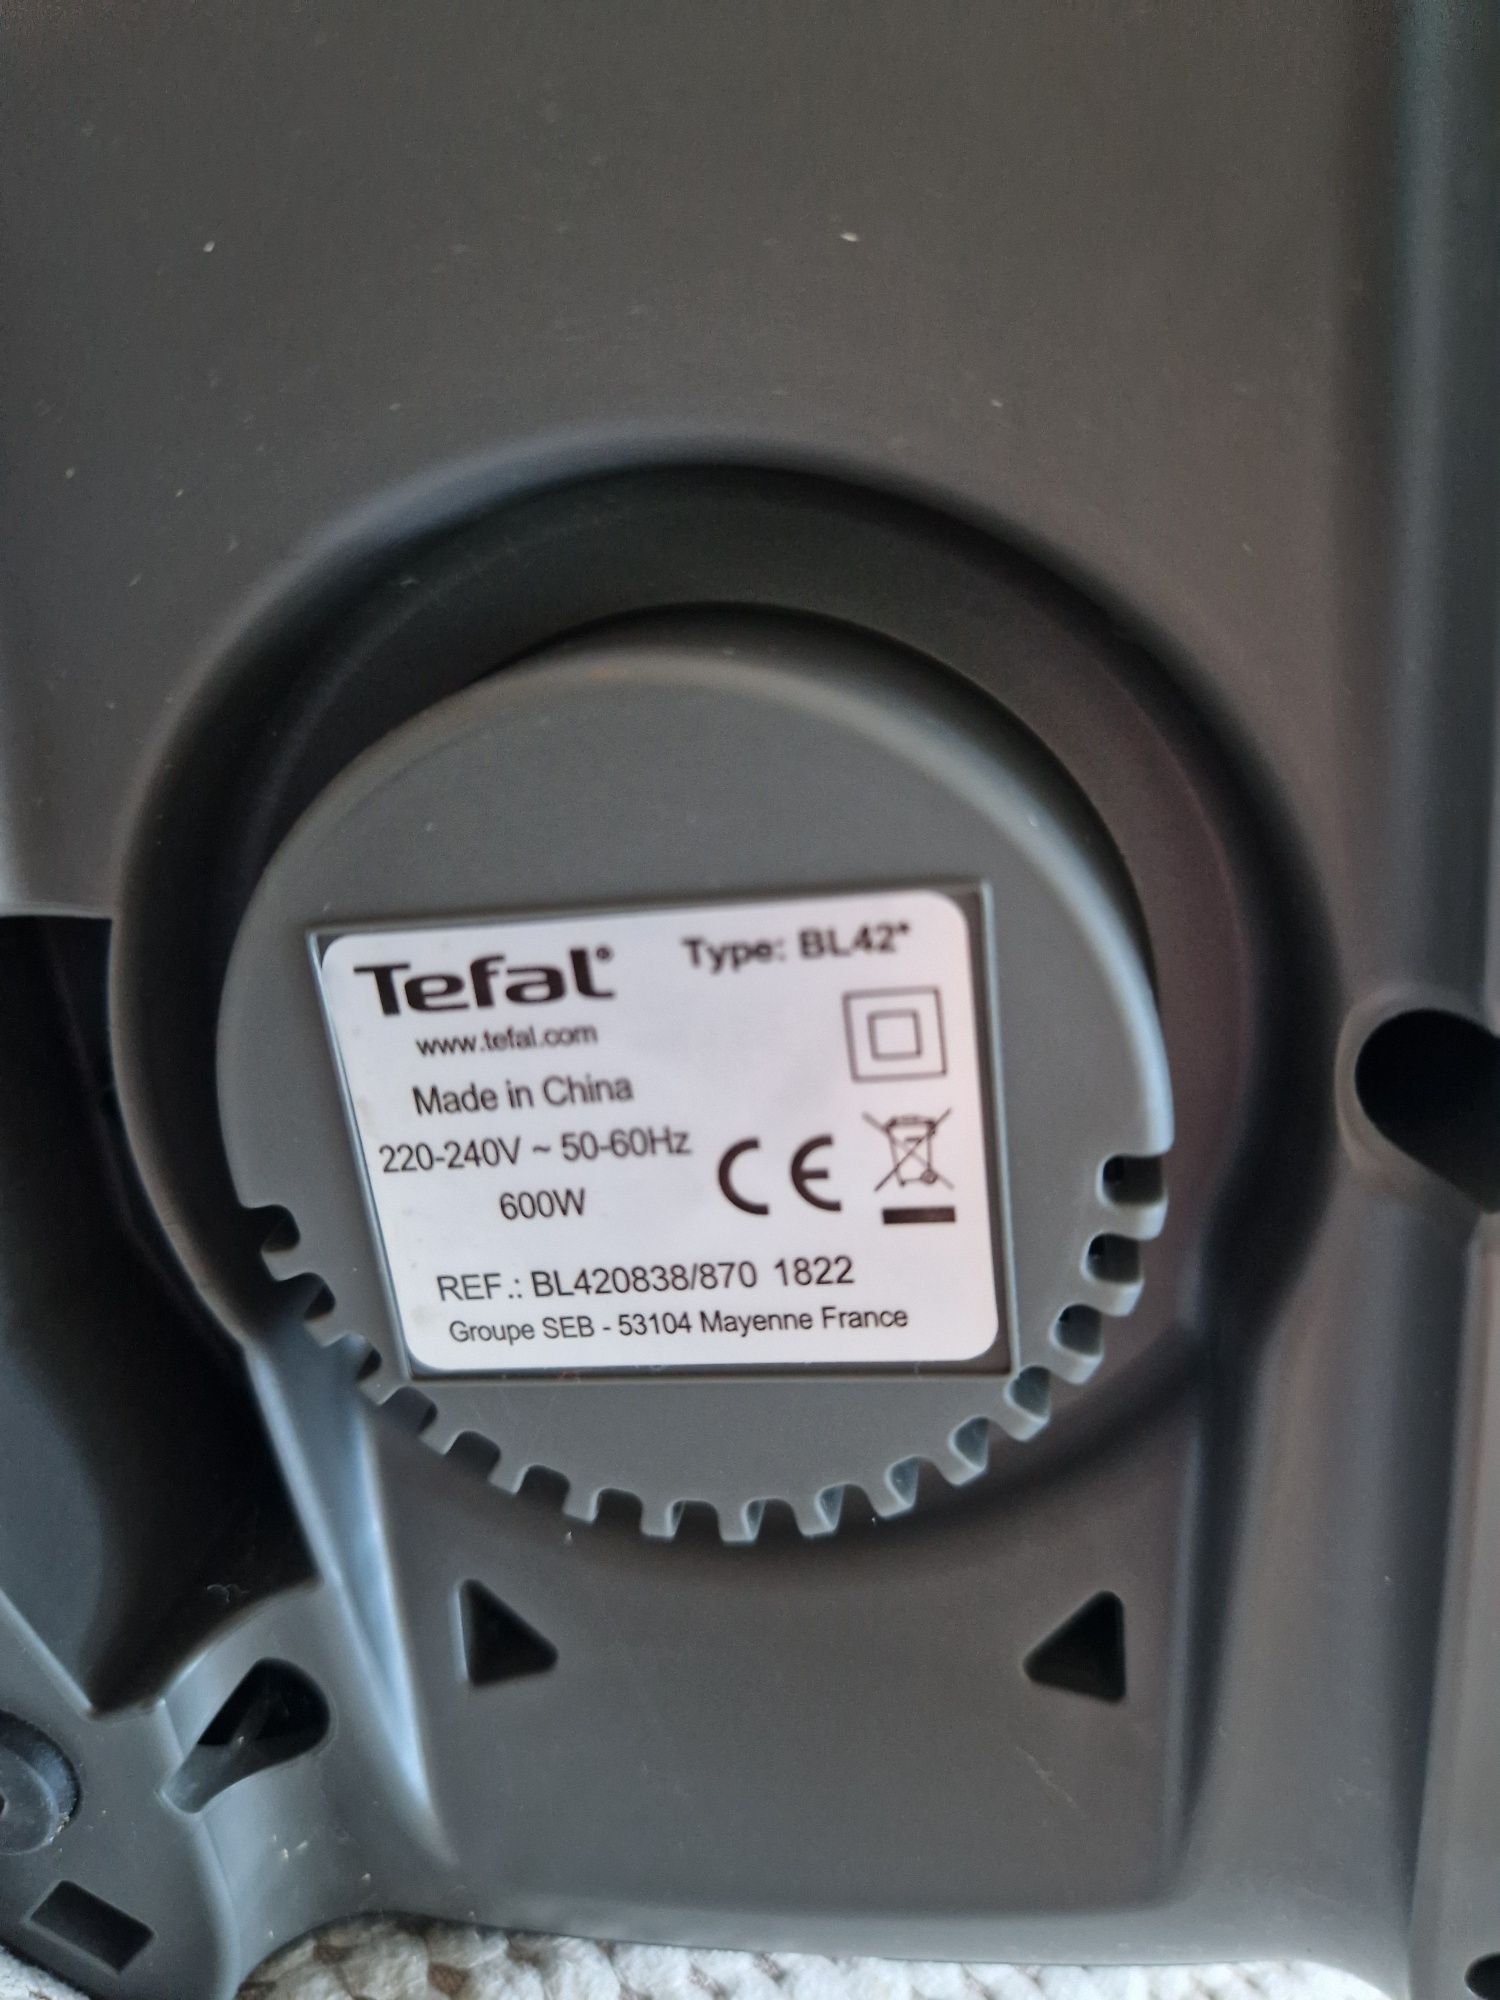 Tefal® Type: BL42*
www.tefal.com
Made in China
220-240V ~ 50-60Hz
600W
CE
REF.: BL420838/870 1822
Groupe SEB - 53104 Mayenne France